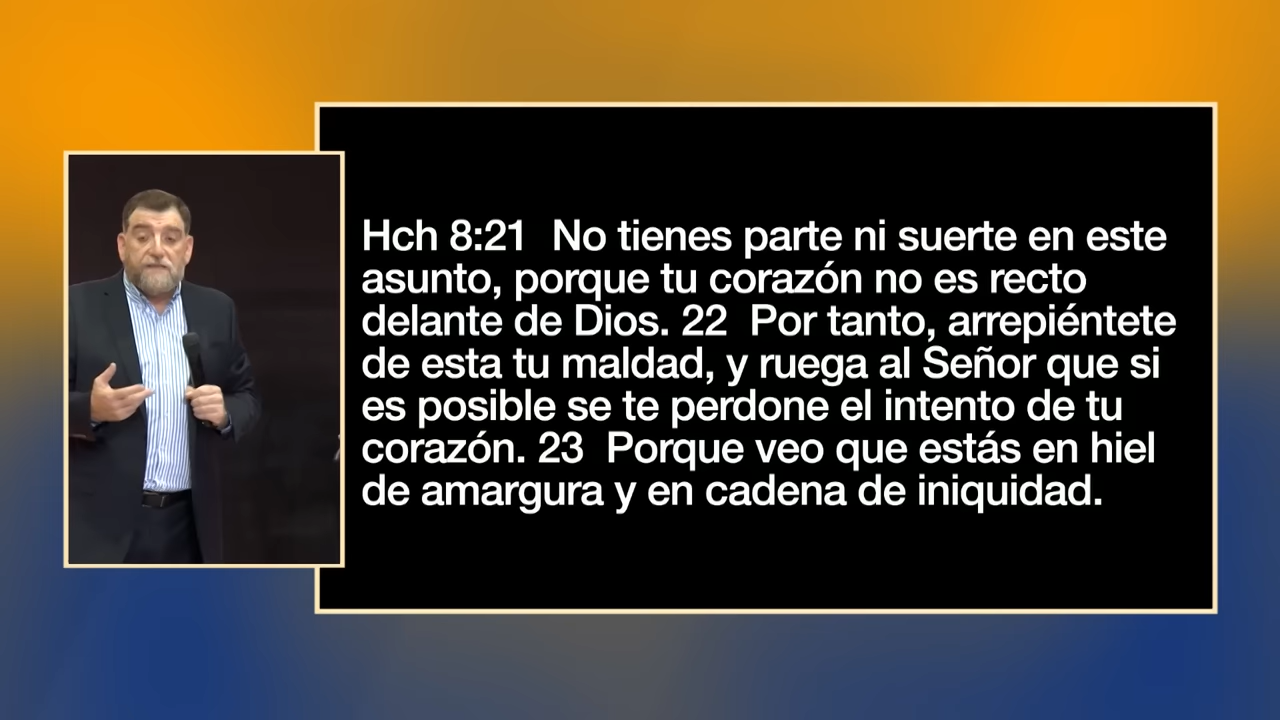 Hch 8:21  No tienes parte ni suerte en este
asunto, porque tu corazón no es recto
delante de Dios. 22  Por tanto, arrepiéntete
de esta tu maldad, y ruega al Señor que si
es posible se te perdone el intento de tu
corazón. 23  Porque veo que estás en hiel
de amargura y en cadena de iniquidad.